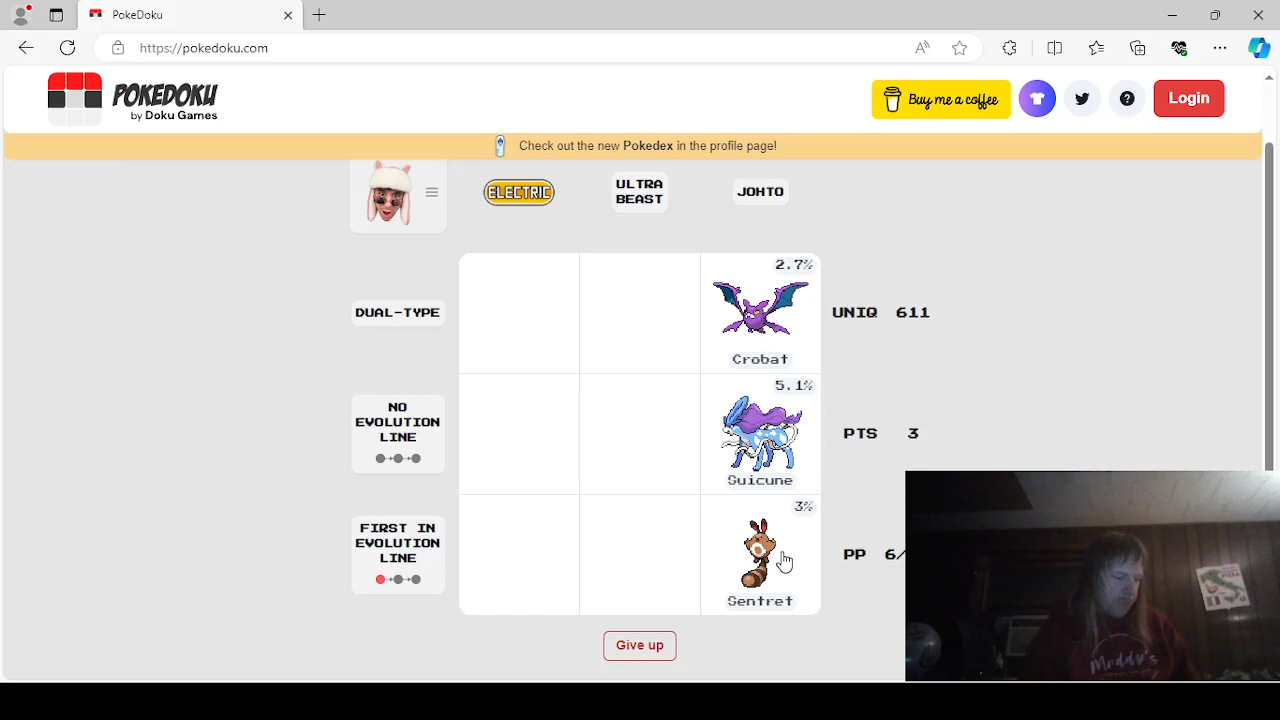 PokeDoku
https://pokedoku.com
POKEDOKU
by Doku Games
Buy me a coffee
Login
Check out the new Pokedex in the profile page!
ELECTRIC
ULTRA
BEAST
JOHTO
2.7%
DUAL-TYPE
Crobat
UNIQ 611
5.1%
NO
EVOLUTION
LINE
Suicune
PTS 3
3%
FIRST IN
EVOLUTION
LINE
Sentret
PP 6/
Give up